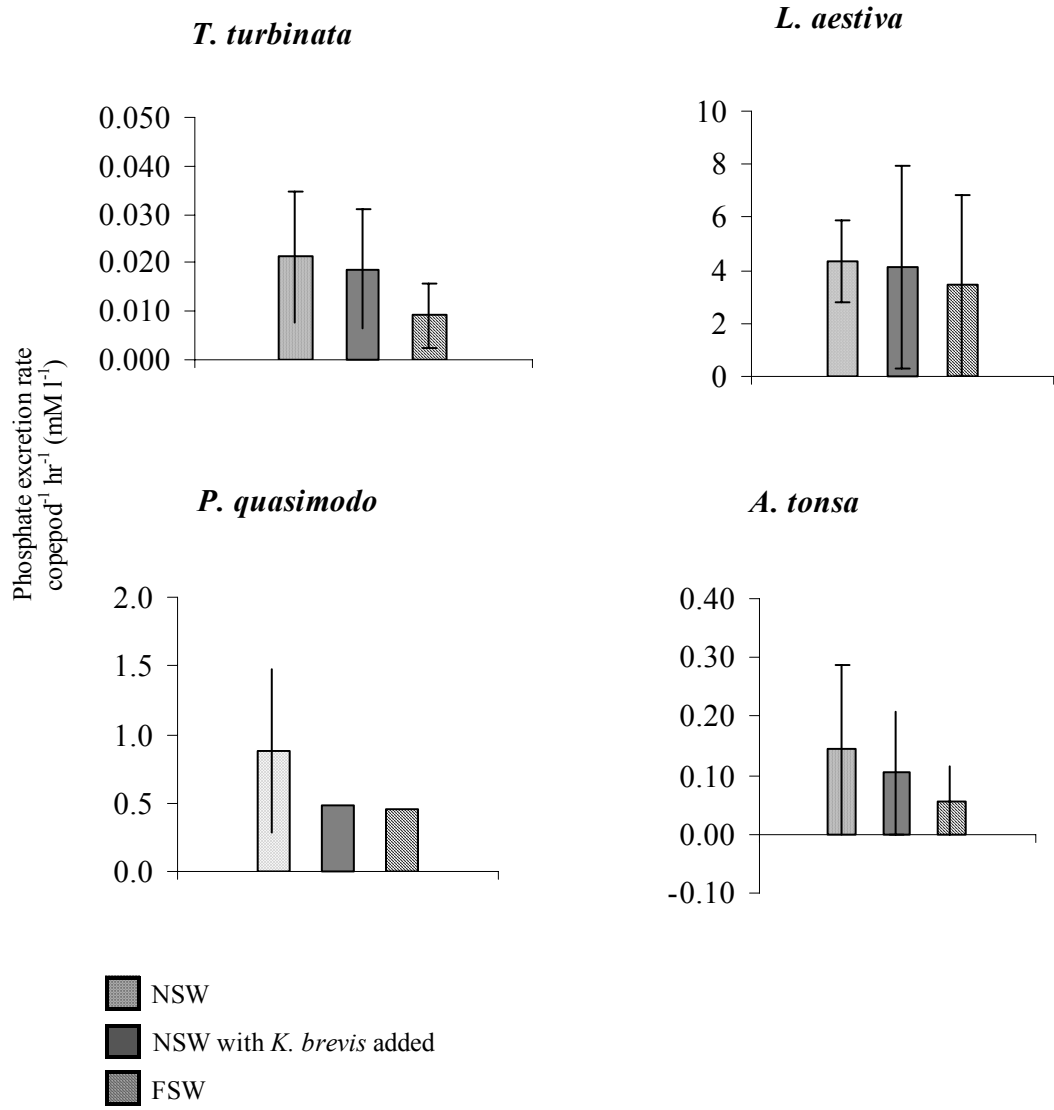 T. turbinata
L. aestiva
0.050
0.040
0.030
0.020
0.010
0.000
10
8
6
4
2
0
Phosphate excretion rate
copepod⁻¹ hr⁻¹ (mM l⁻¹)
P. quasimodo
A. tonsa
2.0
1.5
1.0
0.5
0.0
0.40
0.30
0.20
0.10
0.00
-0.10
NSW
NSW with K. brevis added
FSW